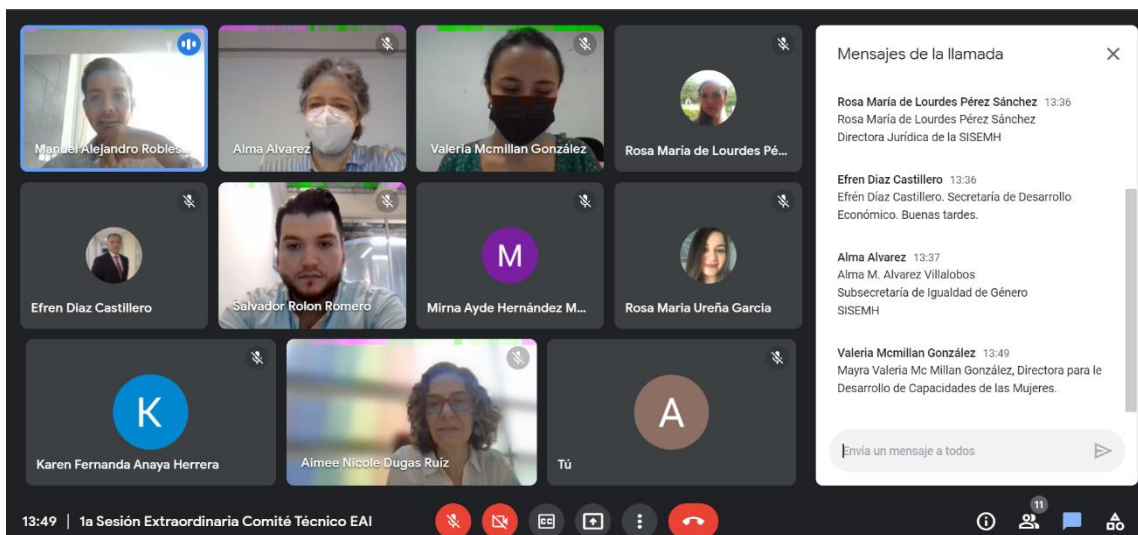 Manuel Alejandro Robles...
Alma Alvarez
Valeria Mcmillan González
Rosa Maria de Lourdes Pé...
Efren Diaz Castillero
Salvador Rolon Romero
M
Mirna Ayde Hernández M...
Rosa Maria Ureña Garcia
K
Karen Fernanda Anaya Herrera
Aimee Nicole Dugas Ruiz
A
Tú
13:49 | 1a Sesión Extraordinaria Comité Técnico EAI
11
Mensajes de la llamada
Rosa María de Lourdes Pérez Sánchez 13:36
Rosa María de Lourdes Pérez Sánchez
Directora Jurídica de la SISEMH
Efren Diaz Castillero 13:36
Efrén Díaz Castillero. Secretaría de Desarrollo
Económico. Buenas tardes.
Alma Alvarez 13:37
Alma M. Alvarez Villalobos
Subsecretaría de Igualdad de Género
SISEMH
Valeria Mcmillan González 13:49
Mayra Valeria Mc Millan González, Directora para le
Desarrollo de Capacidades de las Mujeres.
Envía un mensaje a todos